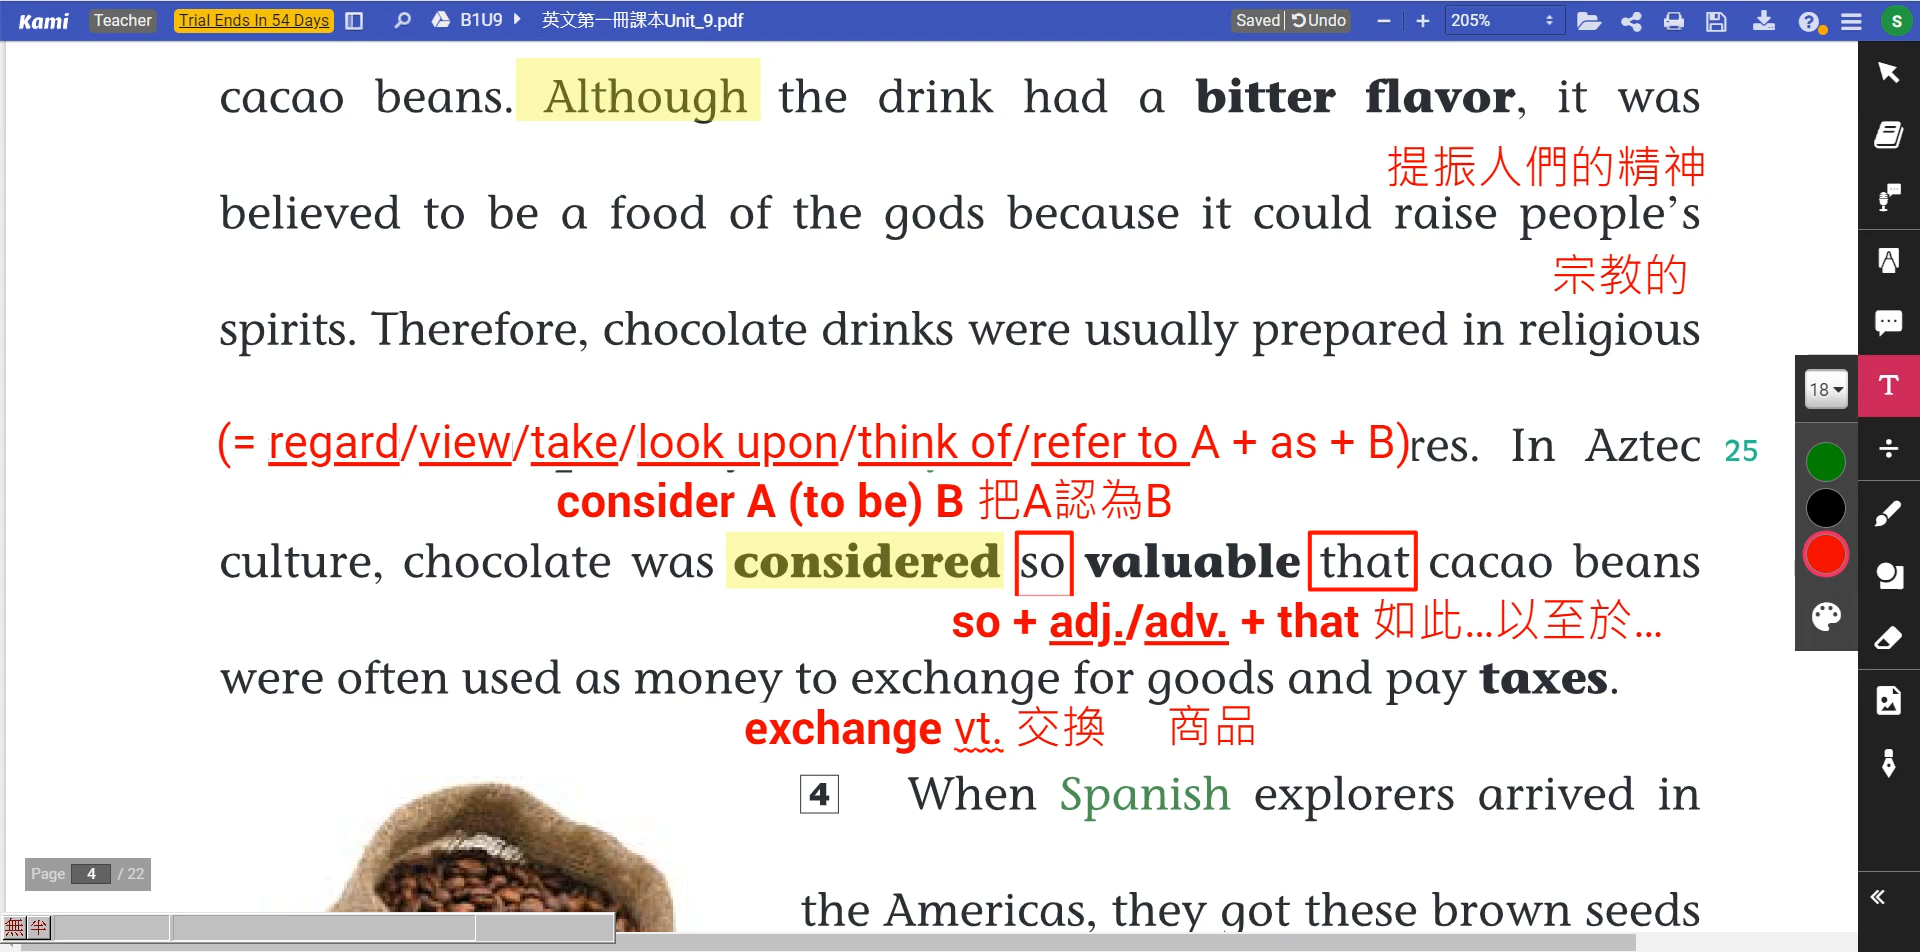 Kami Teacher Trial Ends In 54 Days B1U9 英文第一冊課本Unit_9.pdf Saved Undo 205% S
cacao beans. Although the drink had a bitter flavor, it was
提振人們的精神
believed to be a food of the gods because it could raise people's
宗教的
spirits. Therefore, chocolate drinks were usually prepared in religious
18
(= regard/view/take/look upon/think of/refer to A + as + B)res. In Aztec 25
consider A (to be) B 把A認為B
culture, chocolate was considered so valuable that cacao beans
so + adj./adv. + that 如此...以至於...
were often used as money to exchange for goods and pay taxes.
exchange vt. 交換 商品
4 When Spanish explorers arrived in
Page 4 / 22
the Americas, they got these brown seeds
無 半